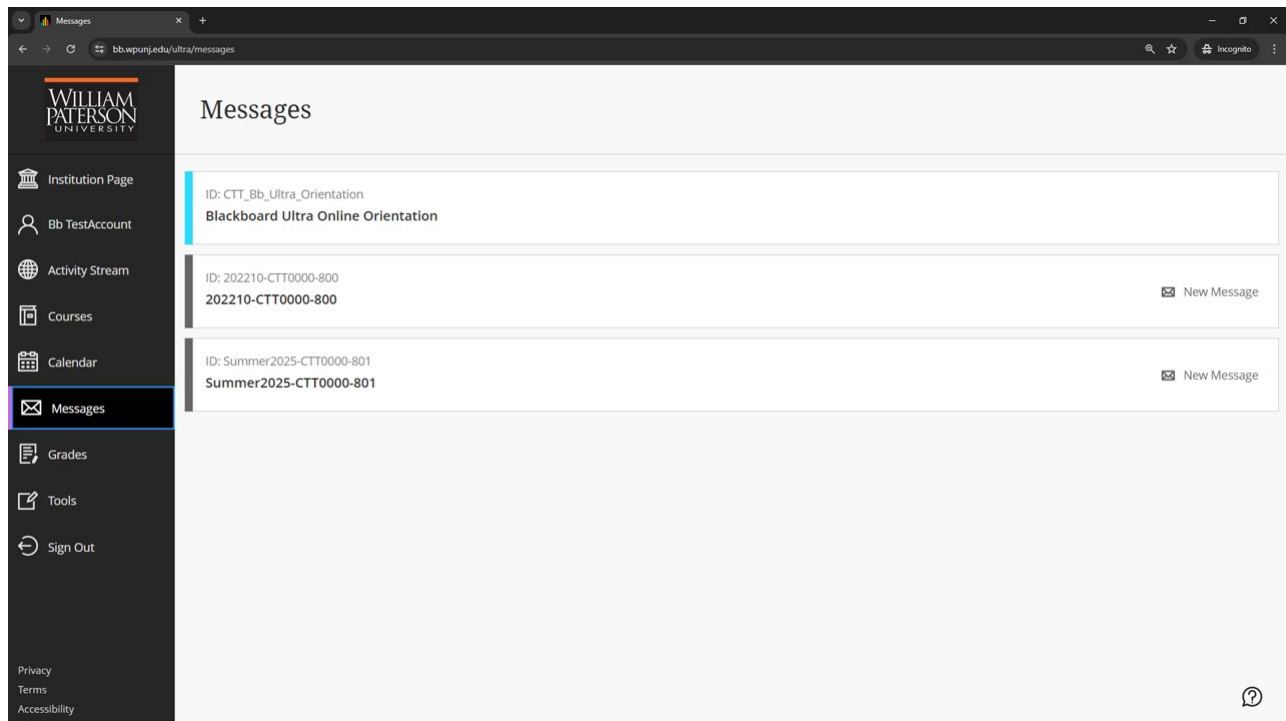 Messages
bb.wpunj.edu/ultra/messages
Incognito
WILLIAM
PATERSON
UNIVERSITY
Institution Page
Bb TestAccount
Activity Stream
Courses
Calendar
Messages
Grades
Tools
Sign Out
Privacy
Terms
Accessibility
Messages
ID: CTT_Bb_Ultra_Orientation
Blackboard Ultra Online Orientation
ID: 202210-CTT0000-800
202210-CTT0000-800
New Message
ID: Summer2025-CTT0000-801
Summer2025-CTT0000-801
New Message